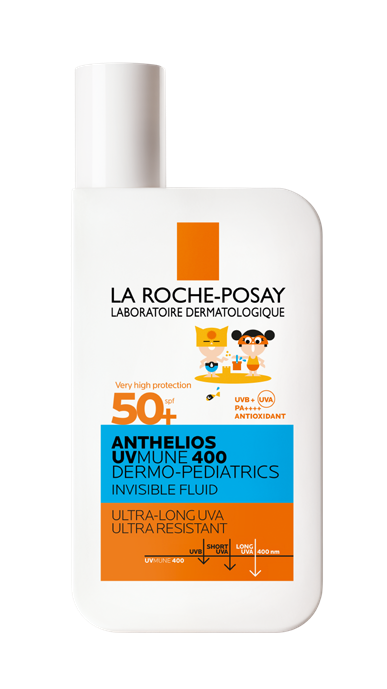 LA ROCHE-POSAY
LABORATOIRE DERMATOLOGIQUE
Very high protection
50+ spf
UVB + UVA
PA++++
ANTIOXIDANT
ANTHELIOS
UVMUNE 400
DERMO-PEDIATRICS
INVISIBLE FLUID
ULTRA-LONG UVA
ULTRA RESISTANT
UVMUNE 400 UVB SHORT UVA LONG UVA 400 nm